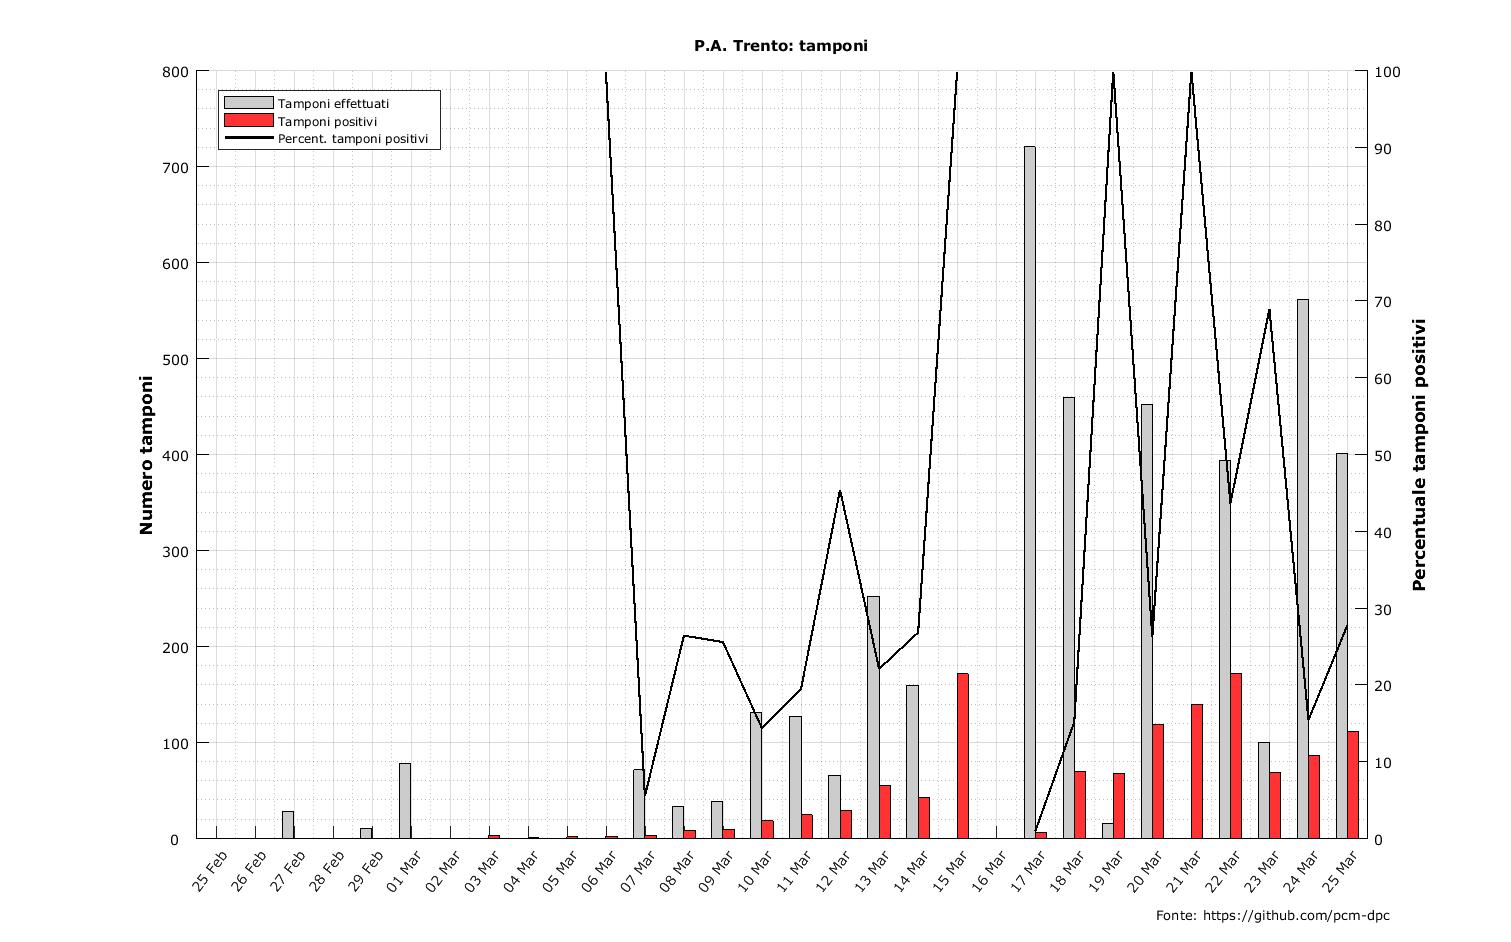 P.A. Trento: tamponi
Tamponi effettuati
Tamponi positivi
Percent. tamponi positivi
Numero tamponi
800
700
600
500
400
300
200
100
0
100
90
80
70
60
50
40
30
20
10
0
Percentuale tamponi positivi
25 Feb
26 Feb
27 Feb
28 Feb
29 Feb
01 Mar
02 Mar
03 Mar
04 Mar
05 Mar
06 Mar
07 Mar
08 Mar
09 Mar
10 Mar
11 Mar
12 Mar
13 Mar
14 Mar
15 Mar
16 Mar
17 Mar
18 Mar
19 Mar
20 Mar
21 Mar
22 Mar
23 Mar
24 Mar
25 Mar
Fonte: https://github.com/pcm-dpc